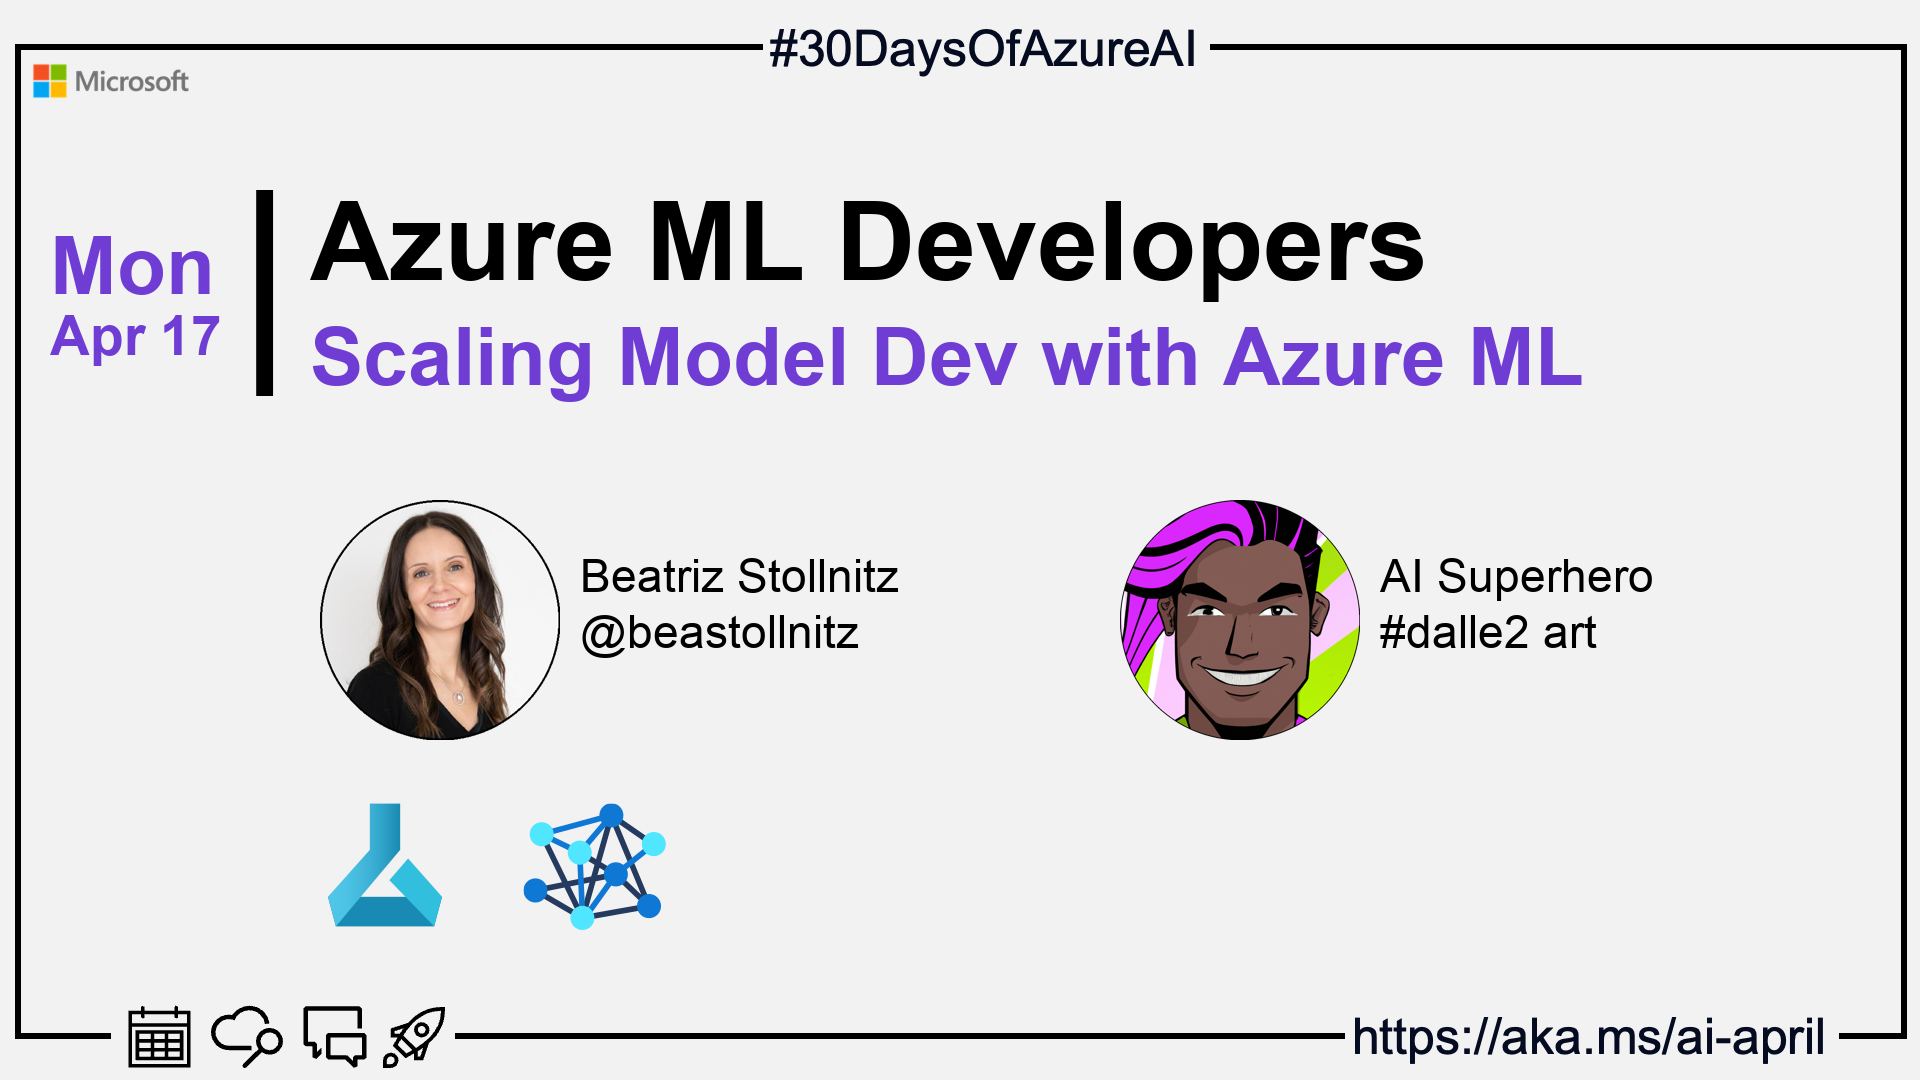 #30DaysOfAzureAI
Microsoft
Mon
Apr 17
Azure ML Developers
Scaling Model Dev with Azure ML
Beatriz Stollnitz
@beastollnitz
AI Superhero
#dalle2 art
https://aka.ms/ai-april